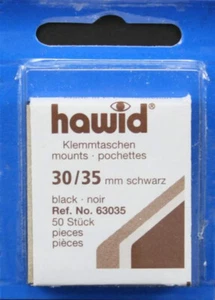 hawid®
Klemmtaschen
mounts · pochettes
30/35 mm schwarz
black · noir
Ref. No. 63035
50 Stück
pieces
pièces